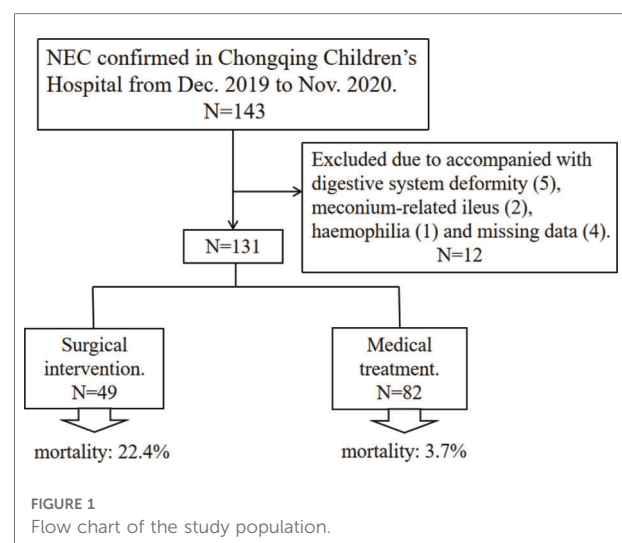 NEC confirmed in Chongqing Children's
Hospital from Dec. 2019 to Nov. 2020.
N=143
Excluded due to accompanied with
digestive system deformity (5),
meconium-related ileus (2),
haemophilia (1) and missing data (4).
N=12
N=131
Surgical
intervention.
N=49
Medical
treatment.
N=82
mortality: 22.4%
mortality: 3.7%
FIGURE 1
Flow chart of the study population.